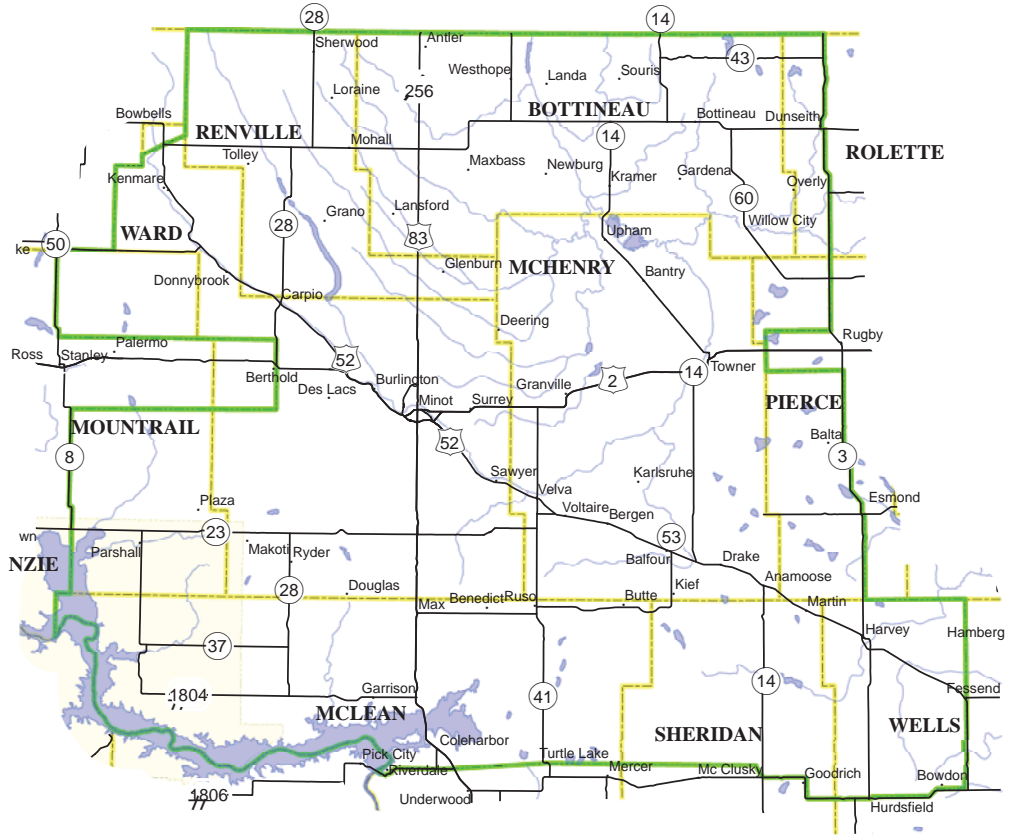 28
14
Sherwood
Antler
Westhope
Landa
Souris
43
Loraine
256
Bowbells
BOTTINEAU
Bottineau
Dunseith
RENVILLE
14
Mohall
Tolley
ROLETTE
Maxbass
Newburg
Kramer
Gardena
Kenmare
Overly
60
Grano
Lansford
28
Willow City
WARD
83
Upham
50
ke
Glenburn
MCHENRY
Bantry
Donnybrook
Carpio
Deering
Rugby
Ross
Stanley
Palermo
52
Towner
Berthold
Burlington
Granville
2
14
Des Lacs
Minot
Surrey
PIERCE
MOUNTRAIL
52
Balta
8
3
Sawyer
Karlsruhe
Velva
Esmond
Plaza
Voltaire
Bergen
23
wn
Parshall
Makoti
Ryder
53
Balfour
Drake
NZIE
28
Douglas
Kief
Anamoose
Max
Benedict
Ruso
Butte
Martin
Harvey
Hamberg
37
1804
Garrison
41
14
Fessend
MCLEAN
SHERIDAN
WELLS
Coleharbor
Pick City
Turtle Lake
Riverdale
Mercer
Mc Clusky
Goodrich
Bowdon
1806
Underwood
Hurdsfield